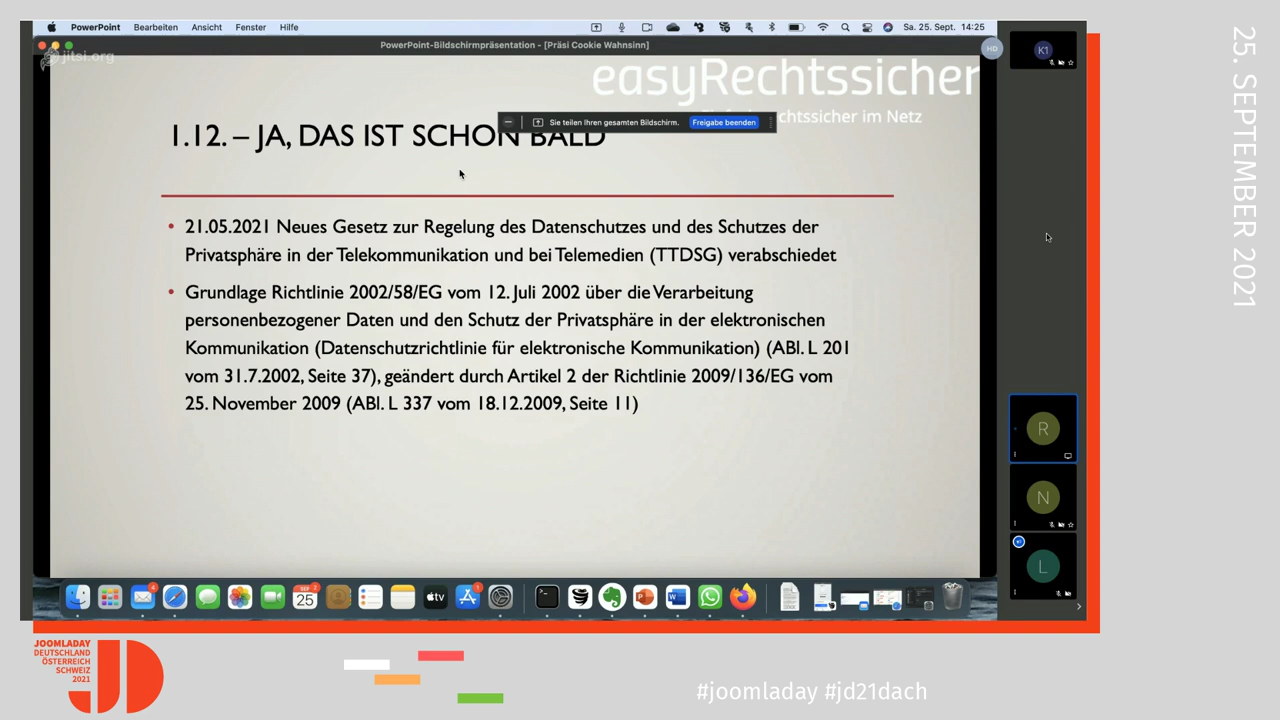 PowerPoint Bearbeiten Ansicht Fenster Hilfe
Sa. 25. Sept. 14:25
PowerPoint-Bildschirmpräsentation - [Präsi Cookie Wahnsinn]
jitsi.org
HD
K1
easyRechtssicher
chtssicher im Netz
Sie teilen Ihren gesamten Bildschirm. Freigabe beenden
1.12. – JA, DAS IST SCHON BALD
• 21.05.2021 Neues Gesetz zur Regelung des Datenschutzes und des Schutzes der
Privatsphäre in der Telekommunikation und bei Telemedien (TTDSG) verabschiedet
• Grundlage Richtlinie 2002/58/EG vom 12. Juli 2002 über die Verarbeitung
personenbezogener Daten und den Schutz der Privatsphäre in der elektronischen
Kommunikation (Datenschutzrichtlinie für elektronische Kommunikation) (ABl. L 201
vom 31.7.2002, Seite 37), geändert durch Artikel 2 der Richtlinie 2009/136/EG vom
25. November 2009 (ABl. L 337 vom 18.12.2009, Seite 11)
R
N
L
SEP
25
tv
25. SEPTEMBER 2021
JOOMLADAY
DEUTSCHLAND
ÖSTERREICH
SCHWEIZ
2021
JD
#joomladay #jd21dach